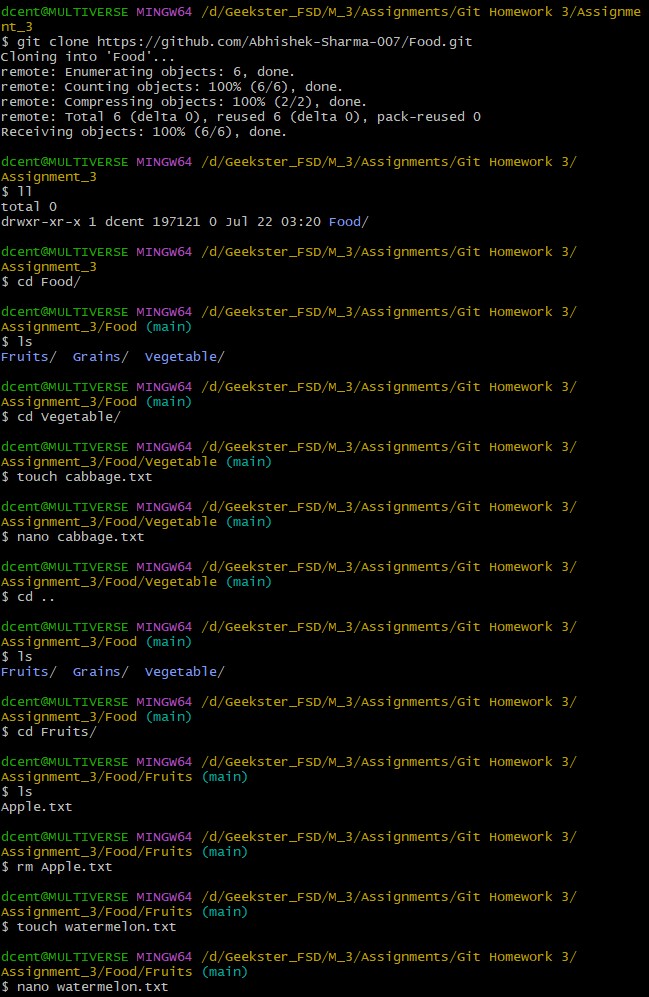 dcent@MULTIVERSE MINGW64 /d/Geekster_FSD/M_3/Assignments/Git Homework 3/Assignme
nt_3
$ git clone https://github.com/Abhishek-Sharma-007/Food.git
Cloning into 'Food'...
remote: Enumerating objects: 6, done.
remote: Counting objects: 100% (6/6), done.
remote: Compressing objects: 100% (2/2), done.
remote: Total 6 (delta 0), reused 6 (delta 0), pack-reused 0
Receiving objects: 100% (6/6), done.
dcent@MULTIVERSE MINGW64 /d/Geekster_FSD/M_3/Assignments/Git Homework 3/
Assignment_3
$ ll
total 0
drwxr-xr-x 1 dcent 197121 0 Jul 22 03:20 Food/
dcent@MULTIVERSE MINGW64 /d/Geekster_FSD/M_3/Assignments/Git Homework 3/
Assignment_3
$ cd Food/
dcent@MULTIVERSE MINGW64 /d/Geekster_FSD/M_3/Assignments/Git Homework 3/
Assignment_3/Food (main)
$ ls
Fruits/  Grains/  Vegetable/
dcent@MULTIVERSE MINGW64 /d/Geekster_FSD/M_3/Assignments/Git Homework 3/
Assignment_3/Food (main)
$ cd Vegetable/
dcent@MULTIVERSE MINGW64 /d/Geekster_FSD/M_3/Assignments/Git Homework 3/
Assignment_3/Food/Vegetable (main)
$ touch cabbage.txt
dcent@MULTIVERSE MINGW64 /d/Geekster_FSD/M_3/Assignments/Git Homework 3/
Assignment_3/Food/Vegetable (main)
$ nano cabbage.txt
dcent@MULTIVERSE MINGW64 /d/Geekster_FSD/M_3/Assignments/Git Homework 3/
Assignment_3/Food/Vegetable (main)
$ cd ..
dcent@MULTIVERSE MINGW64 /d/Geekster_FSD/M_3/Assignments/Git Homework 3/
Assignment_3/Food (main)
$ ls
Fruits/  Grains/  Vegetable/
dcent@MULTIVERSE MINGW64 /d/Geekster_FSD/M_3/Assignments/Git Homework 3/
Assignment_3/Food (main)
$ cd Fruits/
dcent@MULTIVERSE MINGW64 /d/Geekster_FSD/M_3/Assignments/Git Homework 3/
Assignment_3/Food/Fruits (main)
$ ls
Apple.txt
dcent@MULTIVERSE MINGW64 /d/Geekster_FSD/M_3/Assignments/Git Homework 3/
Assignment_3/Food/Fruits (main)
$ rm Apple.txt
dcent@MULTIVERSE MINGW64 /d/Geekster_FSD/M_3/Assignments/Git Homework 3/
Assignment_3/Food/Fruits (main)
$ touch watermelon.txt
dcent@MULTIVERSE MINGW64 /d/Geekster_FSD/M_3/Assignments/Git Homework 3/
Assignment_3/Food/Fruits (main)
$ nano watermelon.txt